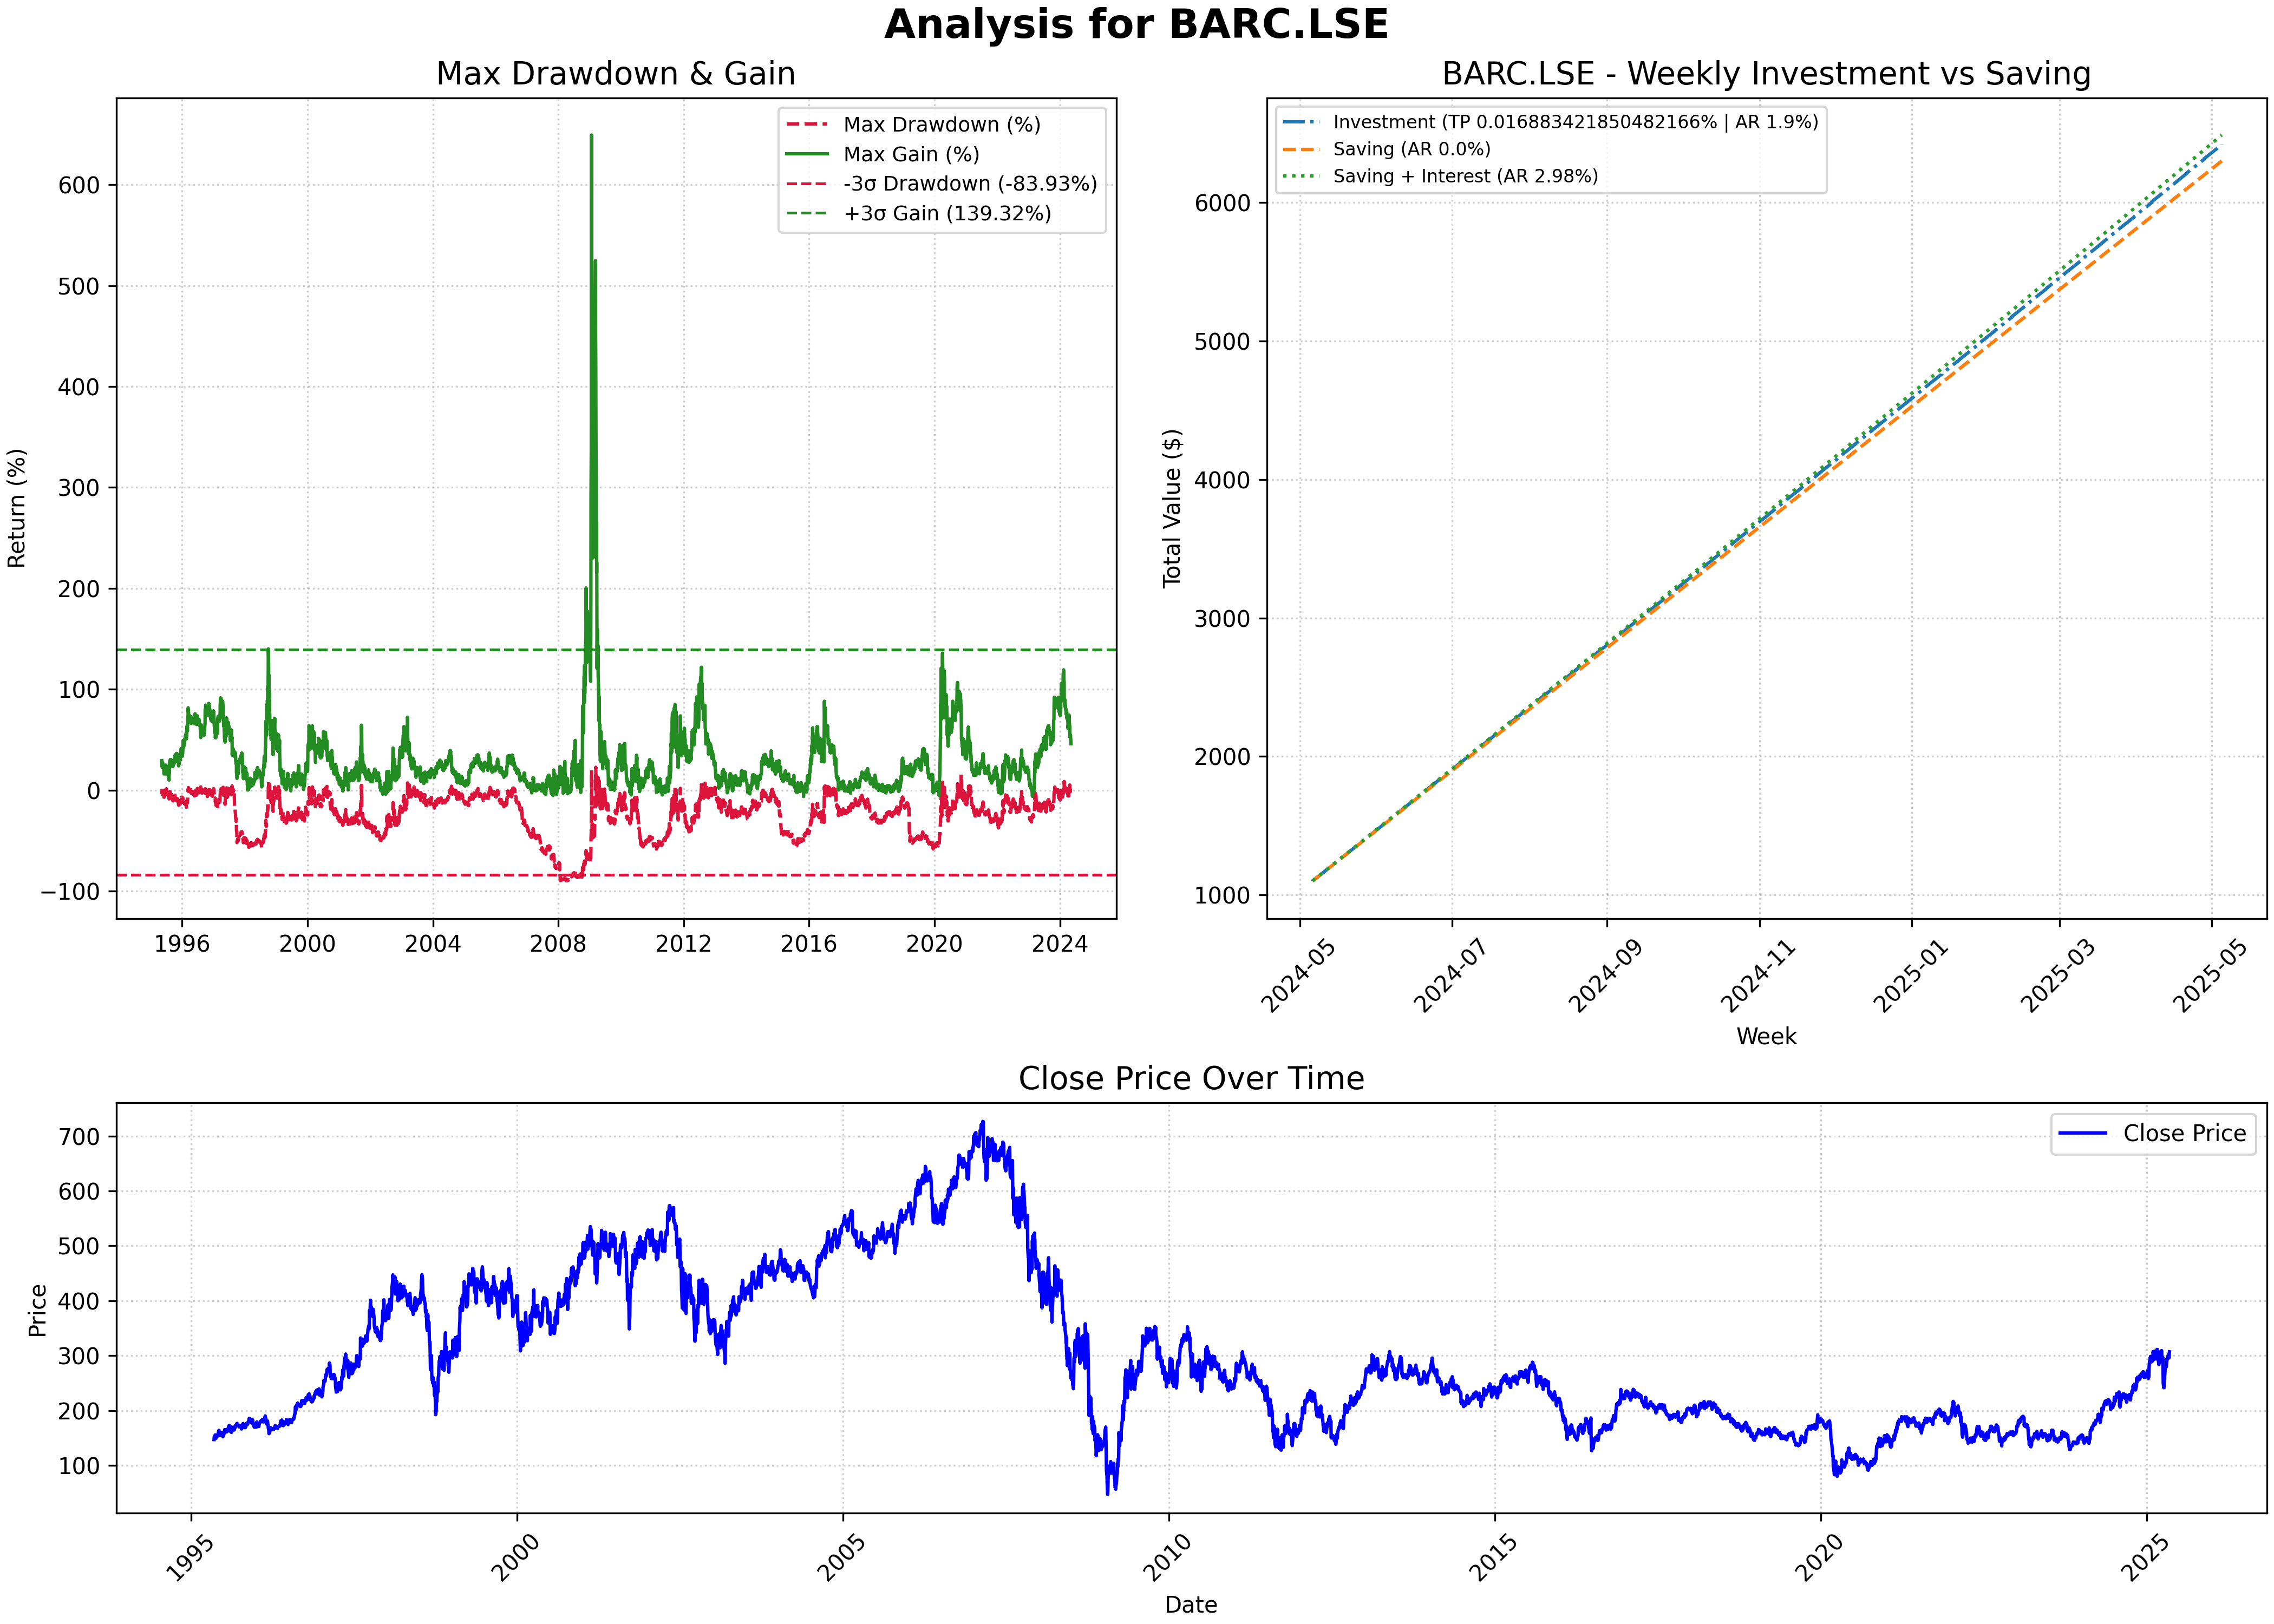 Analysis for BARC.LSE
Max Drawdown & Gain
Return (%)
600
500
400
300
200
100
0
−100
Max Drawdown (%)
Max Gain (%)
-3σ Drawdown (-83.93%)
+3σ Gain (139.32%)
1996 2000 2004 2008 2012 2016 2020 2024
BARC.LSE - Weekly Investment vs Saving
Total Value ($)
6000
5000
4000
3000
2000
1000
Investment (TP 0.016883421850482166% | AR 1.9%)
Saving (AR 0.0%)
Saving + Interest (AR 2.98%)
2024-05 2024-07 2024-09 2024-11 2025-01 2025-03 2025-05
Week
Close Price Over Time
Price
700
600
500
400
300
200
100
Close Price
1995 2000 2005 2010 2015 2020 2025
Date